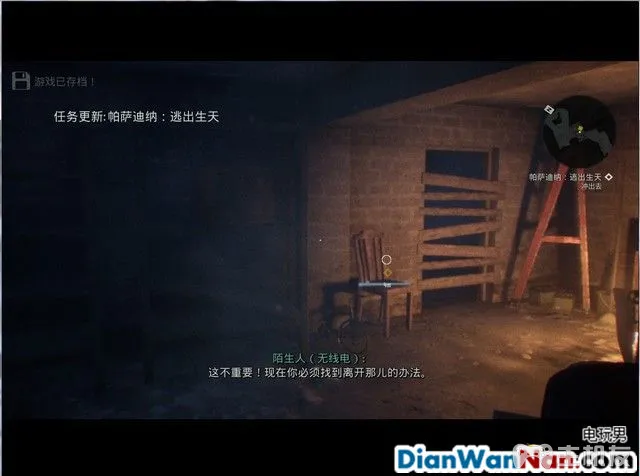 游戏已存档！
任务更新:帕萨迪纳：逃出生天
帕萨迪纳：逃出生天
冲出去
陌生人（无线电）:
这不重要！现在你必须找到离开那儿的办法。
电玩男
DianWanNan.com